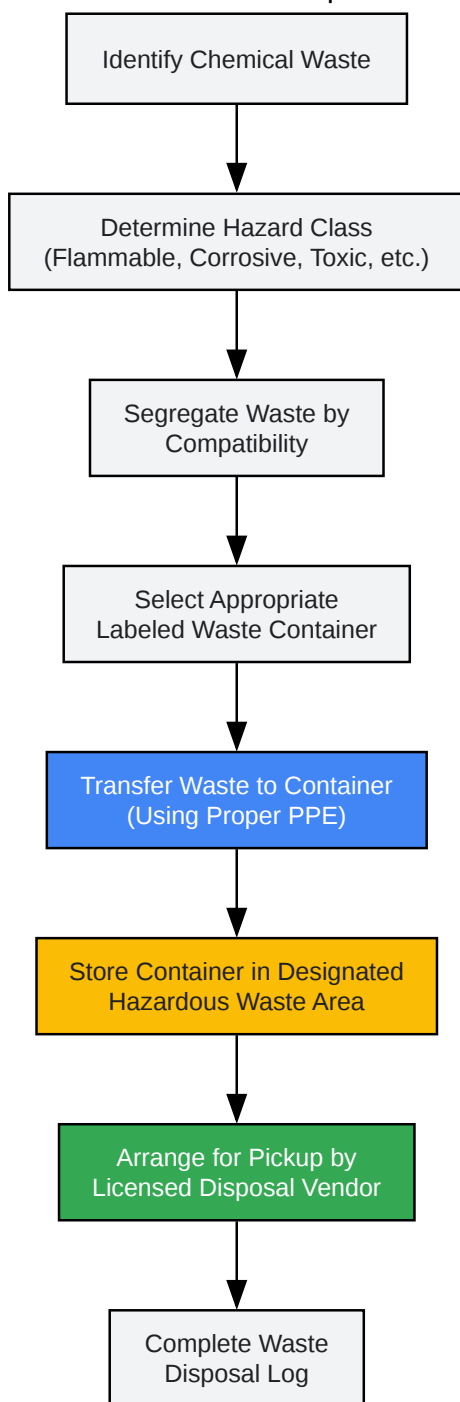 Identify Chemical Waste
Determine Hazard Class
(Flammable, Corrosive, Toxic, etc.)
Segregate Waste by
Compatibility
Select Appropriate
Labeled Waste Container
Transfer Waste to Container
(Using Proper PPE)
Store Container in Designated
Hazardous Waste Area
Arrange for Pickup by
Licensed Disposal Vendor
Complete Waste
Disposal Log